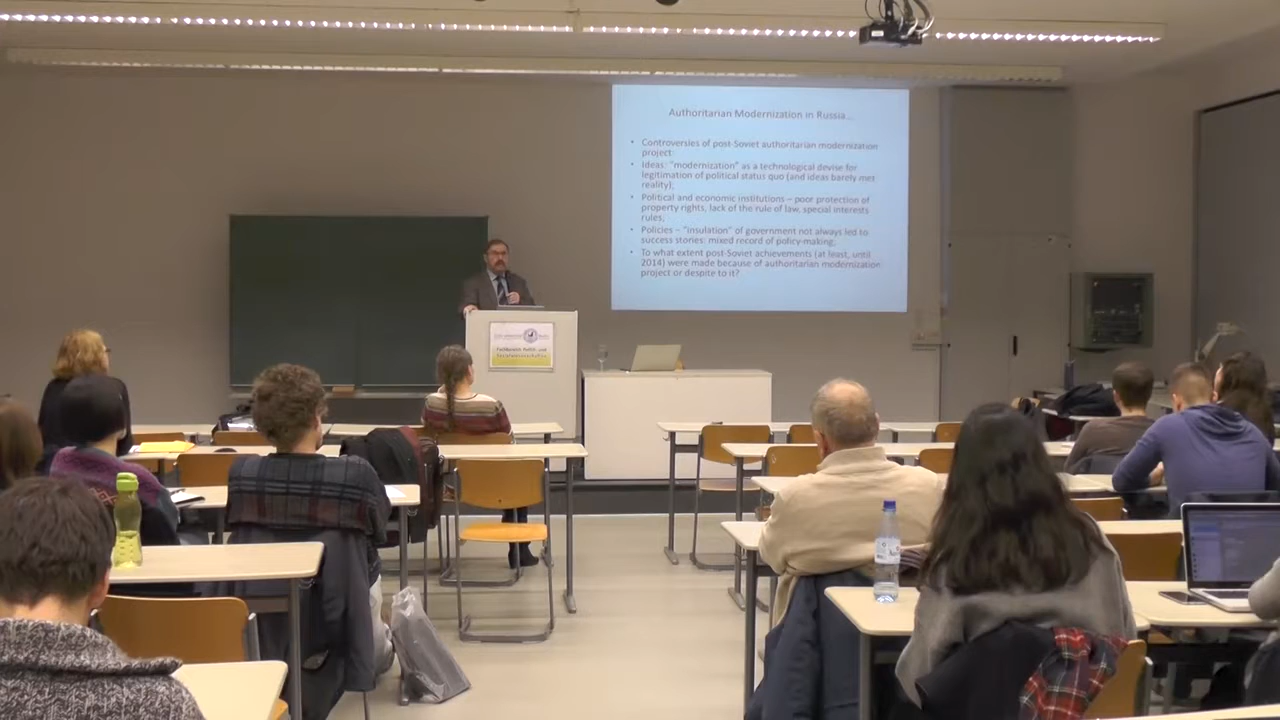 Authoritarian Modernization in Russia...
• Controversies of post-Soviet authoritarian modernization
project:
• Ideas: "modernization" as a technological devise for
legitimation of political status quo (and ideas barely met
reality);
• Political and economic institutions – poor protection of
property rights, lack of the rule of law, special interests
rules;
• Policies – "insulation" of government not always led to
success stories: mixed record of policy-making;
• To what extent post-Soviet achievements (at least, until
2014) were made because of authoritarian modernization
project or despite to it?
Fachbereich Politik- und
Sozialwissenschaften